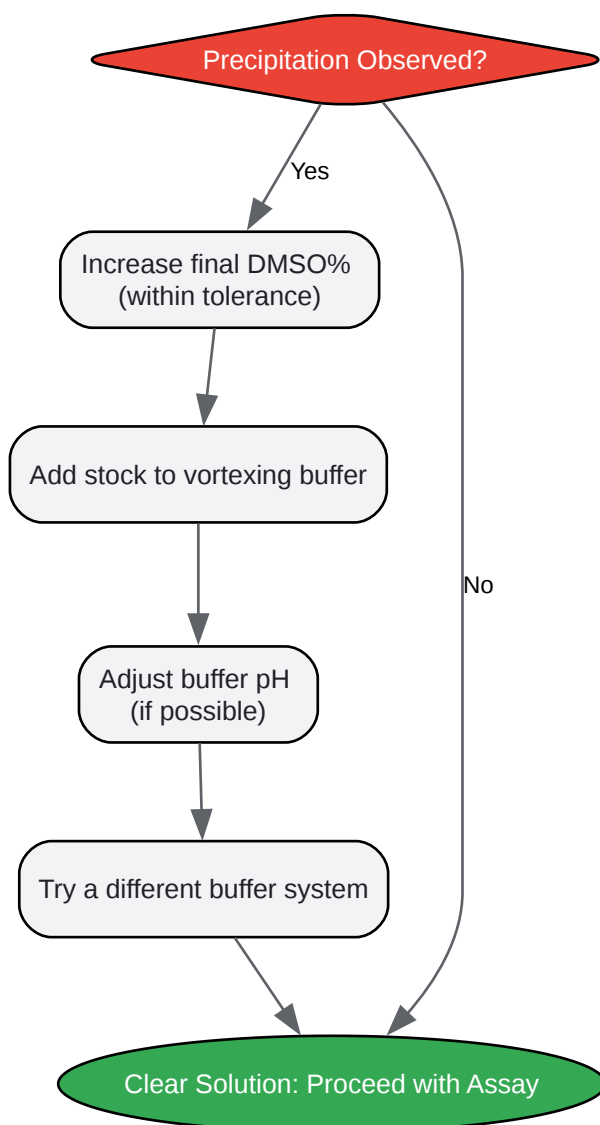 Precipitation Observed?
Yes
Increase final DMSO%
(within tolerance)
Add stock to vortexing buffer
No
Adjust buffer pH
(if possible)
Try a different buffer system
Clear Solution: Proceed with Assay